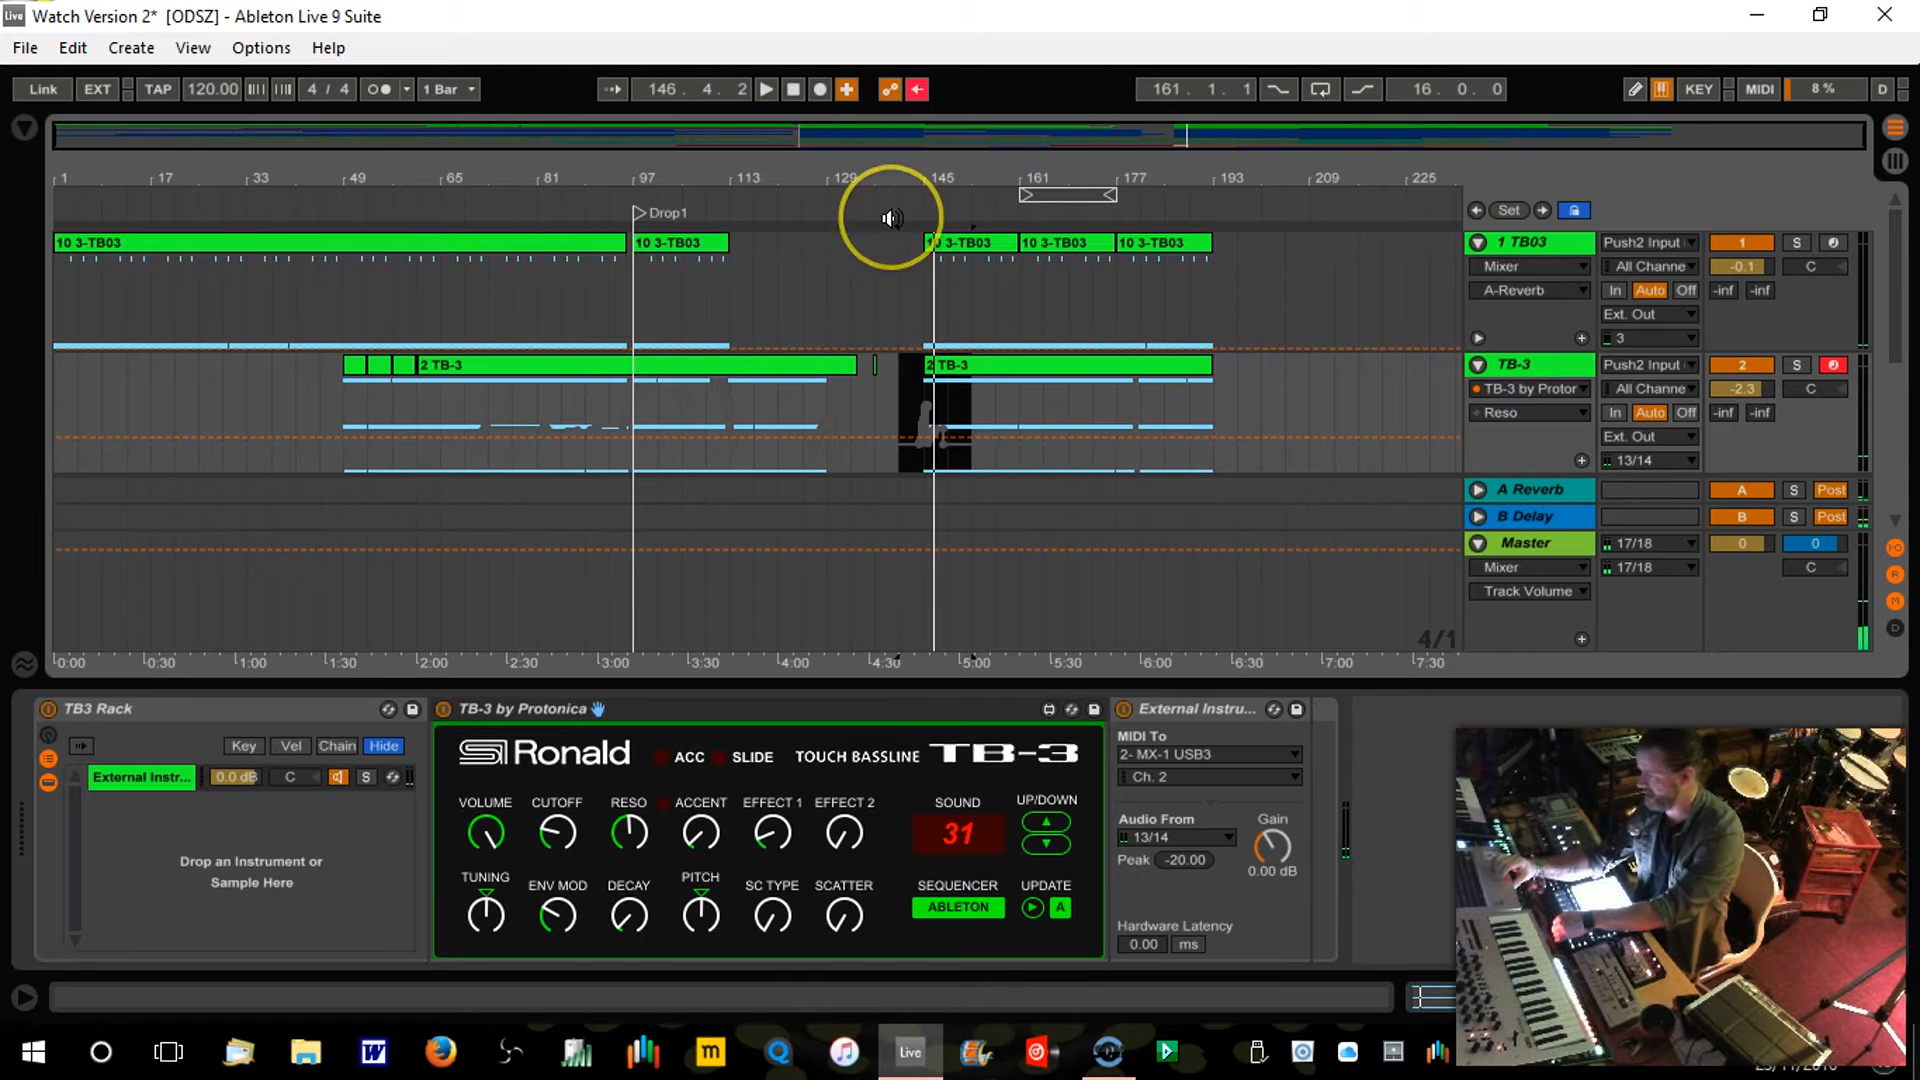 Live Watch Version 2* [ODSZ] - Ableton Live 9 Suite
File Edit Create View Options Help
Link EXT TAP 120.00 4 / 4 1 Bar 146 . 4 . 2 161 . 1 . 1 16 . 0 . 0 KEY MIDI 8 % D
1 17 33 49 65 81 97 113 129 145 161 177 193 209 225
Drop1
Set
10 3-TB03 10 3-TB03 3-TB03 10 3-TB03 10 3-TB03
1 TB03 Push2 Input 1 S
Mixer All Channe -0.1 C
A-Reverb In Auto Off -inf -inf
Ext. Out
3
2 TB-3 2 TB-3
TB-3 Push2 Input 2 S
TB-3 by Protor All Channe -2.3 C
Reso In Auto Off -inf -inf
Ext. Out
13/14
A Reverb A S Post
B Delay B S Post
Master 17/18 0 0
Mixer 17/18 C
Track Volume
4/1
0:00 0:30 1:00 1:30 2:00 2:30 3:00 3:30 4:00 4:30 5:00 5:30 6:00 6:30 7:00 7:30
I-O
R
M
D
TB3 Rack
Key Vel Chain Hide
External Instr... 0.0 dB C S
Drop an Instrument or
Sample Here
TB-3 by Protonica
Ronald ACC SLIDE TOUCH BASSLINE TB-3
VOLUME CUTOFF RESO ACCENT EFFECT 1 EFFECT 2 SOUND UP/DOWN
31
TUNING ENV MOD DECAY PITCH SC TYPE SCATTER SEQUENCER UPDATE
ABLETON A
External Instru...
MIDI To
2- MX-1 USB3
Ch. 2
Audio From Gain
13/14
Peak -20.00 0.00 dB
Hardware Latency
0.00 ms
W m Live